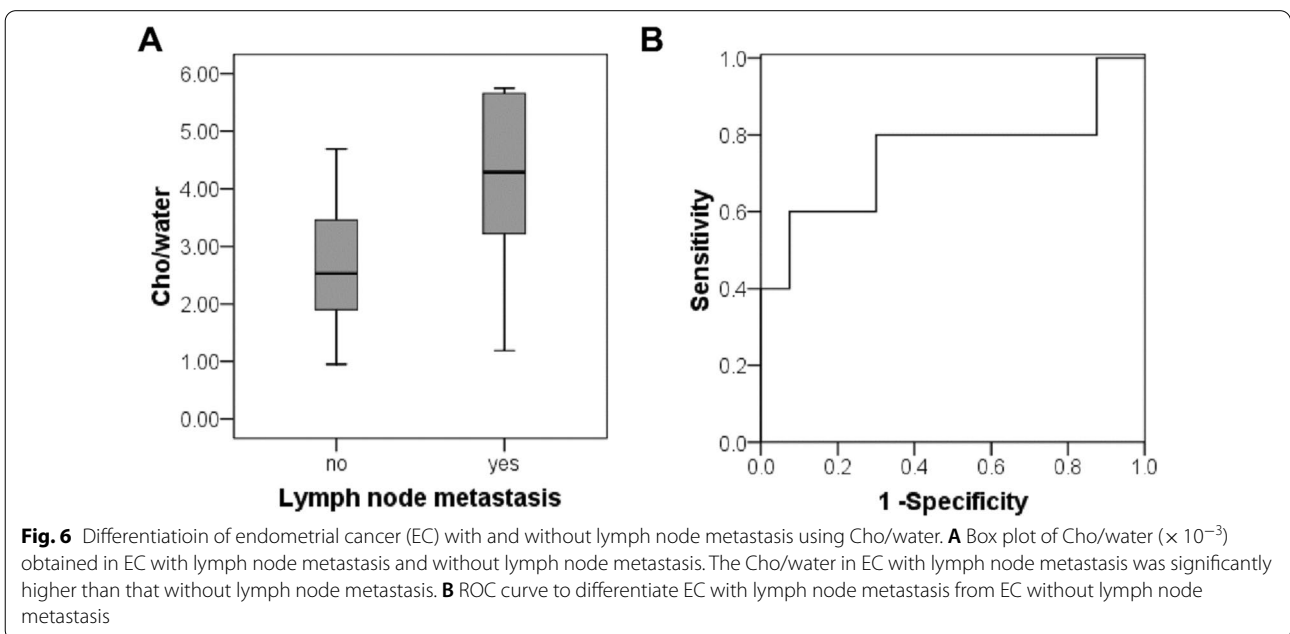 A
B
6.00
5.00
4.00
3.00
2.00
1.00
0.00
Cho/water
no yes
Lymph node metastasis
1.0
0.8
0.6
0.4
0.2
0.0
Sensitivity
0.0 0.2 0.4 0.6 0.8 1.0
1 -Specificity
Fig. 6 Differentiatioin of endometrial cancer (EC) with and without lymph node metastasis using Cho/water. A Box plot of Cho/water (× 10⁻³)
obtained in EC with lymph node metastasis and without lymph node metastasis. The Cho/water in EC with lymph node metastasis was significantly
higher than that without lymph node metastasis. B ROC curve to differentiate EC with lymph node metastasis from EC without lymph node
metastasis